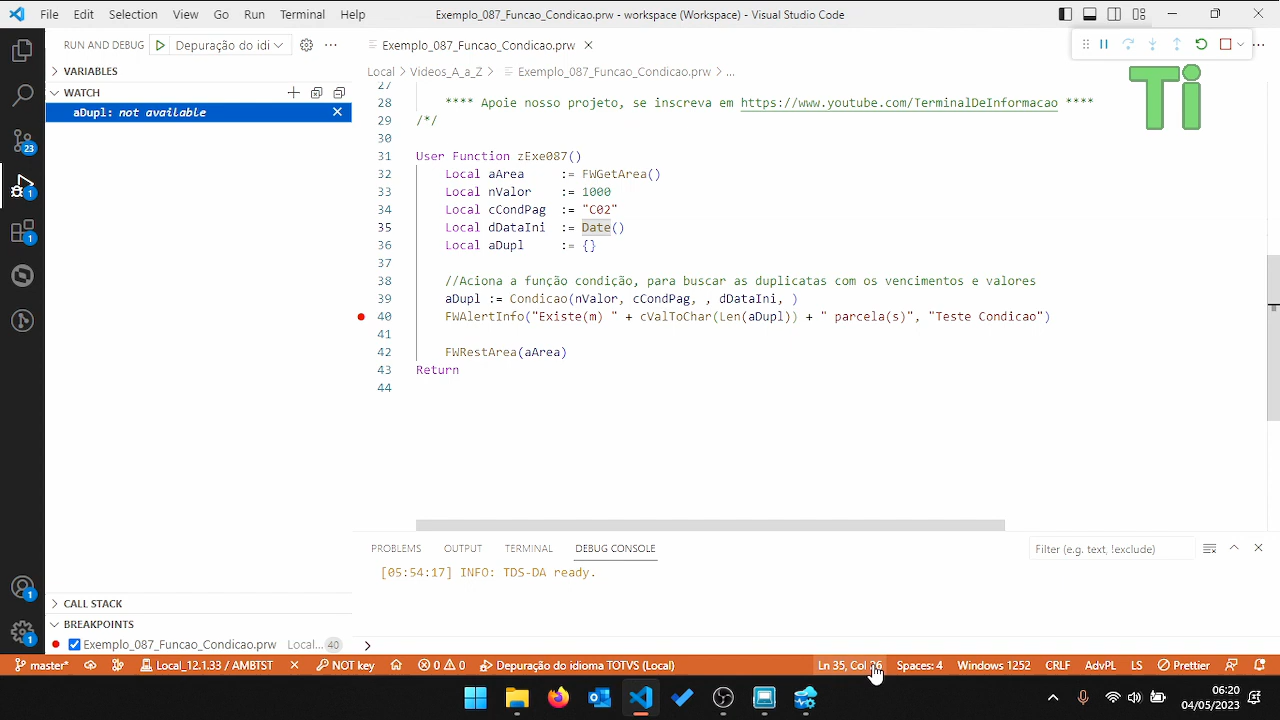 File Edit Selection View Go Run Terminal Help Exemplo_087_Funcao_Condicao.prw - workspace (Workspace) - Visual Studio Code
RUN AND DEBUG Depuração do idi
Exemplo_087_Funcao_Condicao.prw
Local > Videos_A_a_Z > Exemplo_087_Funcao_Condicao.prw > ...
VARIABLES
WATCH
aDupl: not available
Ti
27
28 **** Apoie nosso projeto, se inscreva em https://www.youtube.com/TerminalDeInformacao ****
29 /*/
30
31 User Function zExe087()
32 Local aArea := FWGetArea()
33 Local nValor := 1000
34 Local cCondPag := "C02"
35 Local dDataIni := Date()
36 Local aDupl := {}
37
38 //Aciona a função condição, para buscar as duplicatas com os vencimentos e valores
39 aDupl := Condicao(nValor, cCondPag, , dDataIni, )
40 FWAlertInfo("Existe(m) " + cValToChar(Len(aDupl)) + " parcela(s)", "Teste Condicao")
41
42 FWRestArea(aArea)
43 Return
44
23
1
1
1
1
PROBLEMS OUTPUT TERMINAL DEBUG CONSOLE Filter (e.g. text, !exclude)
[05:54:17] INFO: TDS-DA ready.
CALL STACK
BREAKPOINTS
Exemplo_087_Funcao_Condicao.prw Local... 40
master* Local_12.1.33 / AMBTST NOT key 0 0 Depuração do idioma TOTVS (Local) Ln 35, Col Spaces: 4 Windows 1252 CRLF AdvPL LS Prettier
06:20
04/05/2023